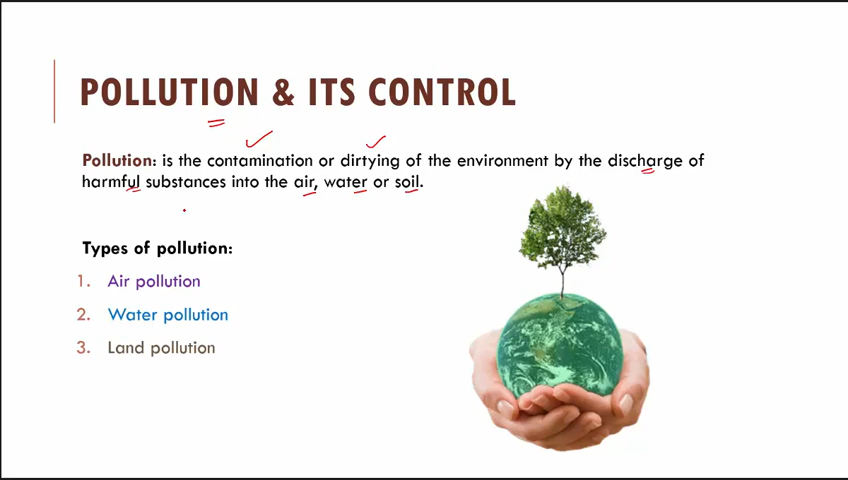 POLLUTION & ITS CONTROL
Pollution: is the contamination or dirtying of the environment by the discharge of
harmful substances into the air, water or soil.
Types of pollution:
1. Air pollution
2. Water pollution
3. Land pollution